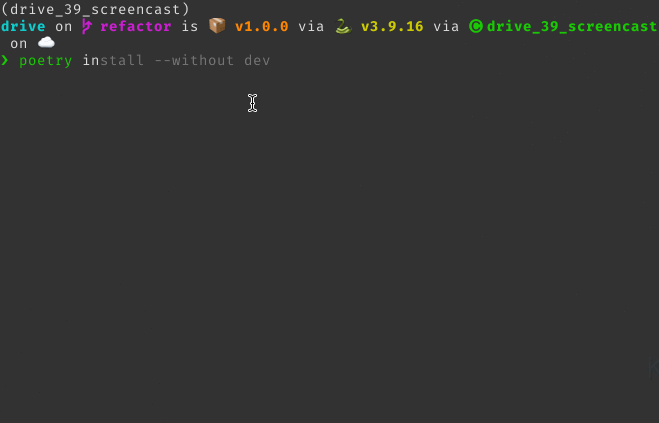 (drive_39_screencast)
drive on refactor is 📦 v1.0.0 via 🐍 v3.9.16 via 🅒 drive_39_screencast
on ☁️
❯ poetry install --without dev